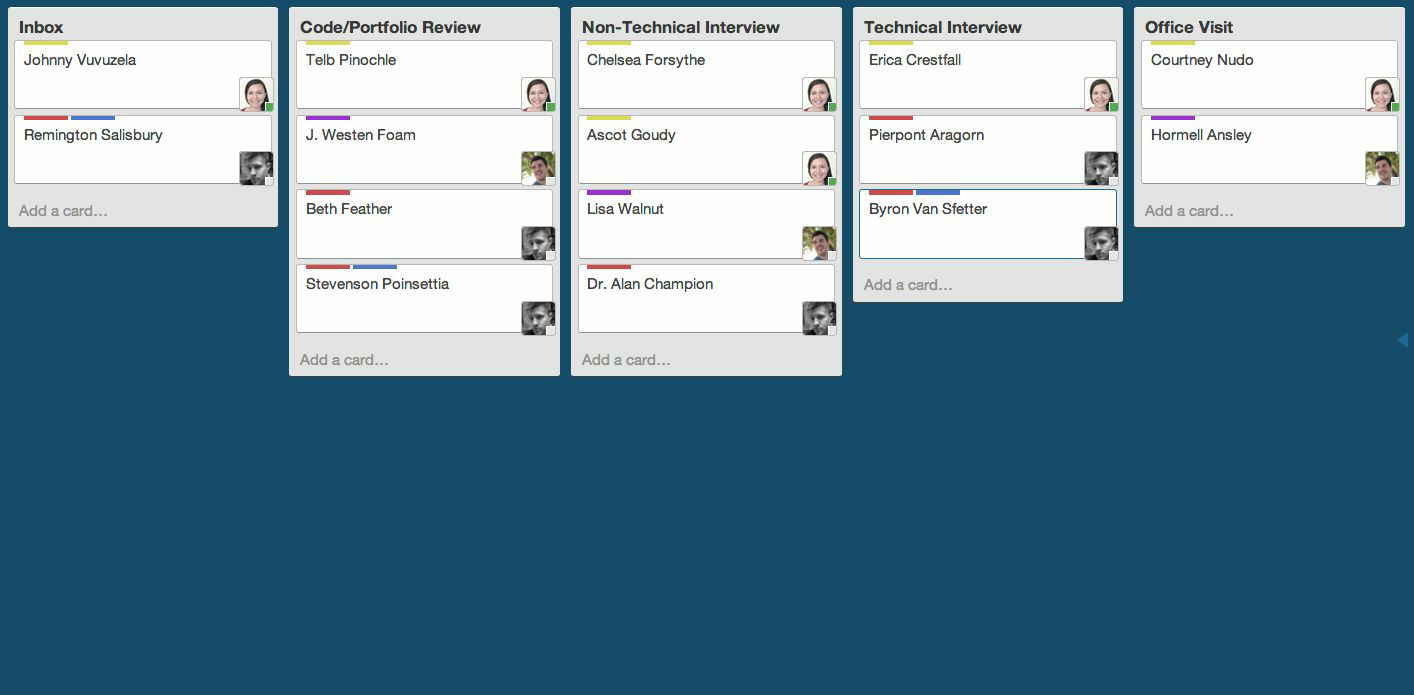 Inbox
Johnny Vuvuzela
Remington Salisbury
Add a card…
Code/Portfolio Review
Telb Pinochle
J. Westen Foam
Beth Feather
Stevenson Poinsettia
Add a card…
Non-Technical Interview
Chelsea Forsythe
Ascot Goudy
Lisa Walnut
Dr. Alan Champion
Add a card…
Technical Interview
Erica Crestfall
Pierpont Aragorn
Byron Van Sfetter
Add a card…
Office Visit
Courtney Nudo
Hormell Ansley
Add a card…